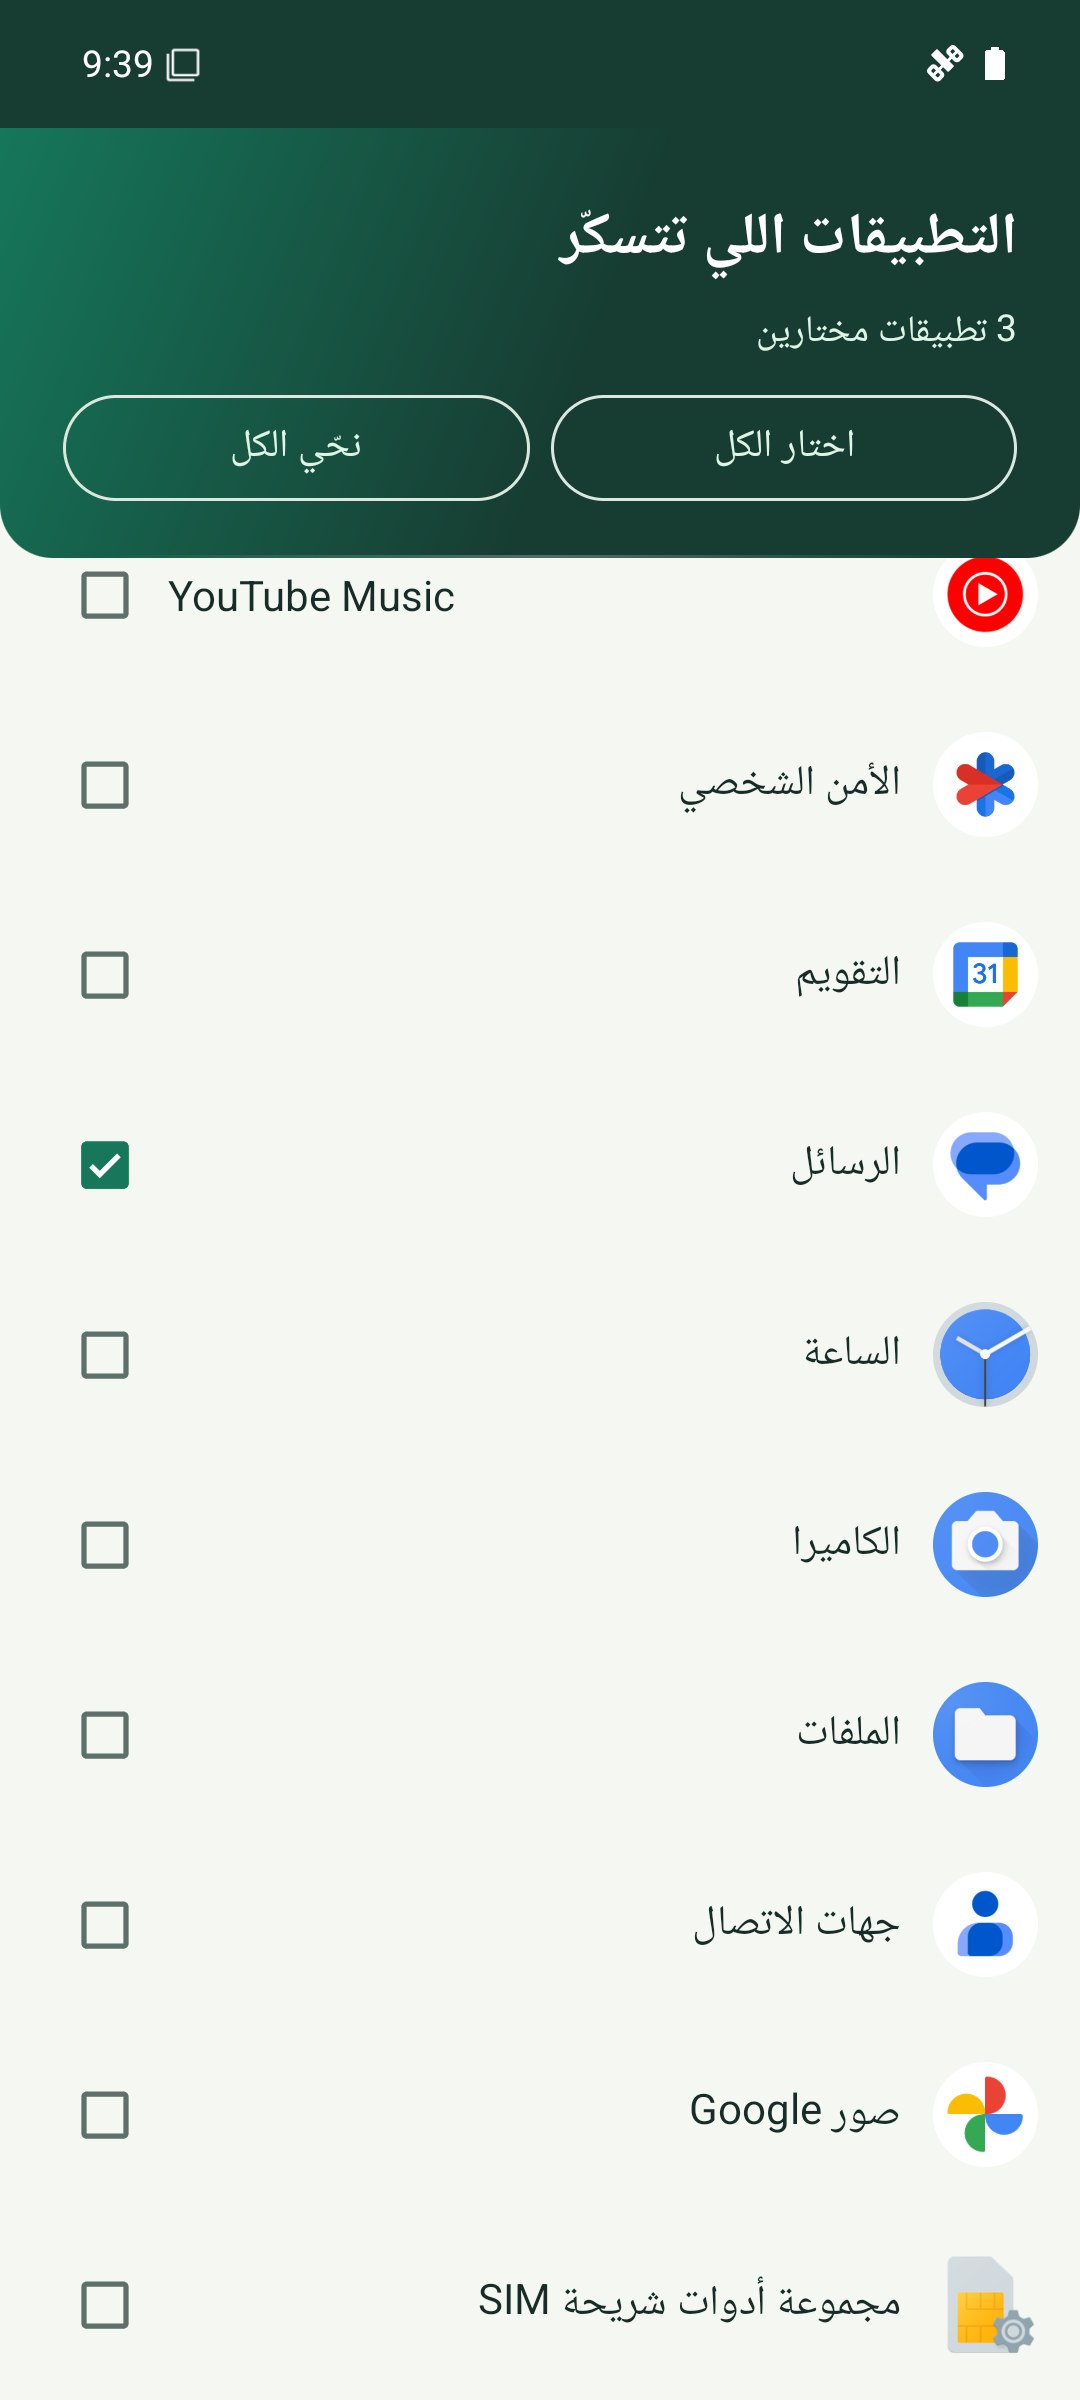 9:39
التطبيقات اللي تتسكّر
3 تطبيقات مختارين
اختار الكل
نحّي الكل
YouTube Music
الأمن الشخصي
التقويم
31
الرسائل
الساعة
الكاميرا
الملفات
جهات الاتصال
صور Google
مجموعة أدوات شريحة SIM